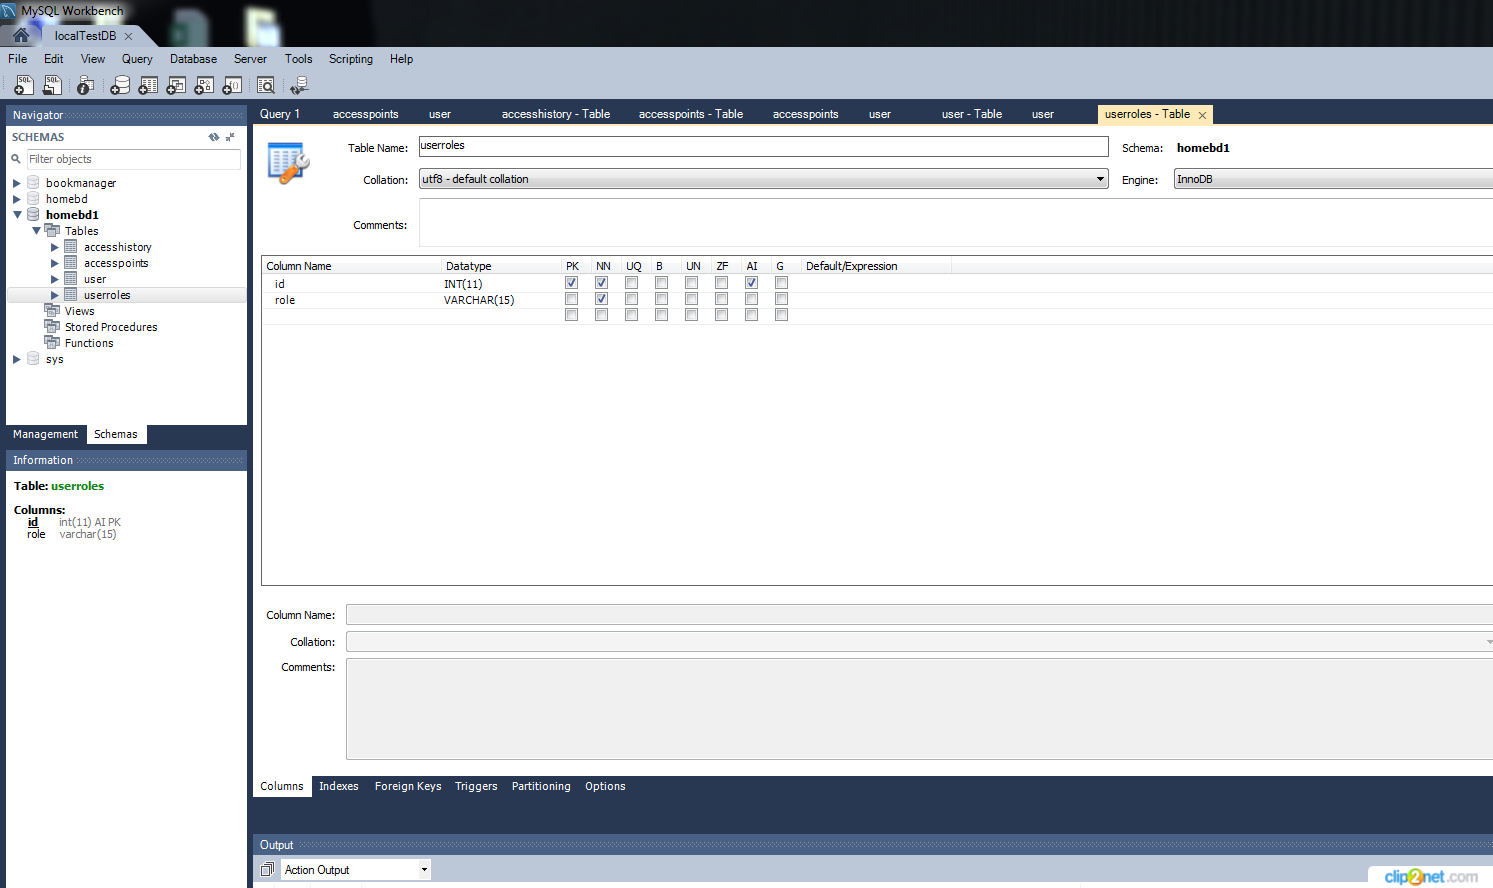 MySQL Workbench
localTestDB
File Edit View Query Database Server Tools Scripting Help
Navigator
SCHEMAS
Filter objects
bookmanager
homebd
homebd1
Tables
accesshistory
accesspoints
user
userroles
Views
Stored Procedures
Functions
sys
Management Schemas
Information
Table: userroles
Columns:
id int(11) AI PK
role varchar(15)
Query 1 accesspoints user accesshistory - Table accesspoints - Table accesspoints user user - Table user userroles - Table
Table Name: userroles Schema: homebd1
Collation: utf8 - default collation Engine: InnoDB
Comments:
Column Name Datatype PK NN UQ B UN ZF AI G Default/Expression
id INT(11)
role VARCHAR(15)
Column Name:
Collation:
Comments:
Columns Indexes Foreign Keys Triggers Partitioning Options
Output
Action Output
clip2net.com